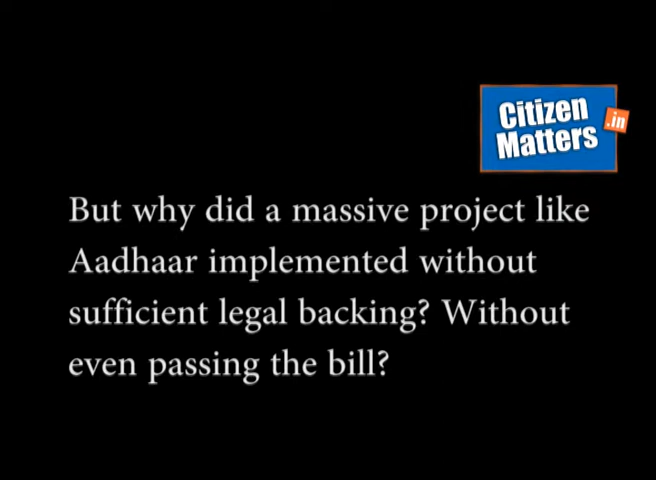 Citizen
Matters
.in
But why did a massive project like
Aadhaar implemented without
sufficient legal backing? Without
even passing the bill?